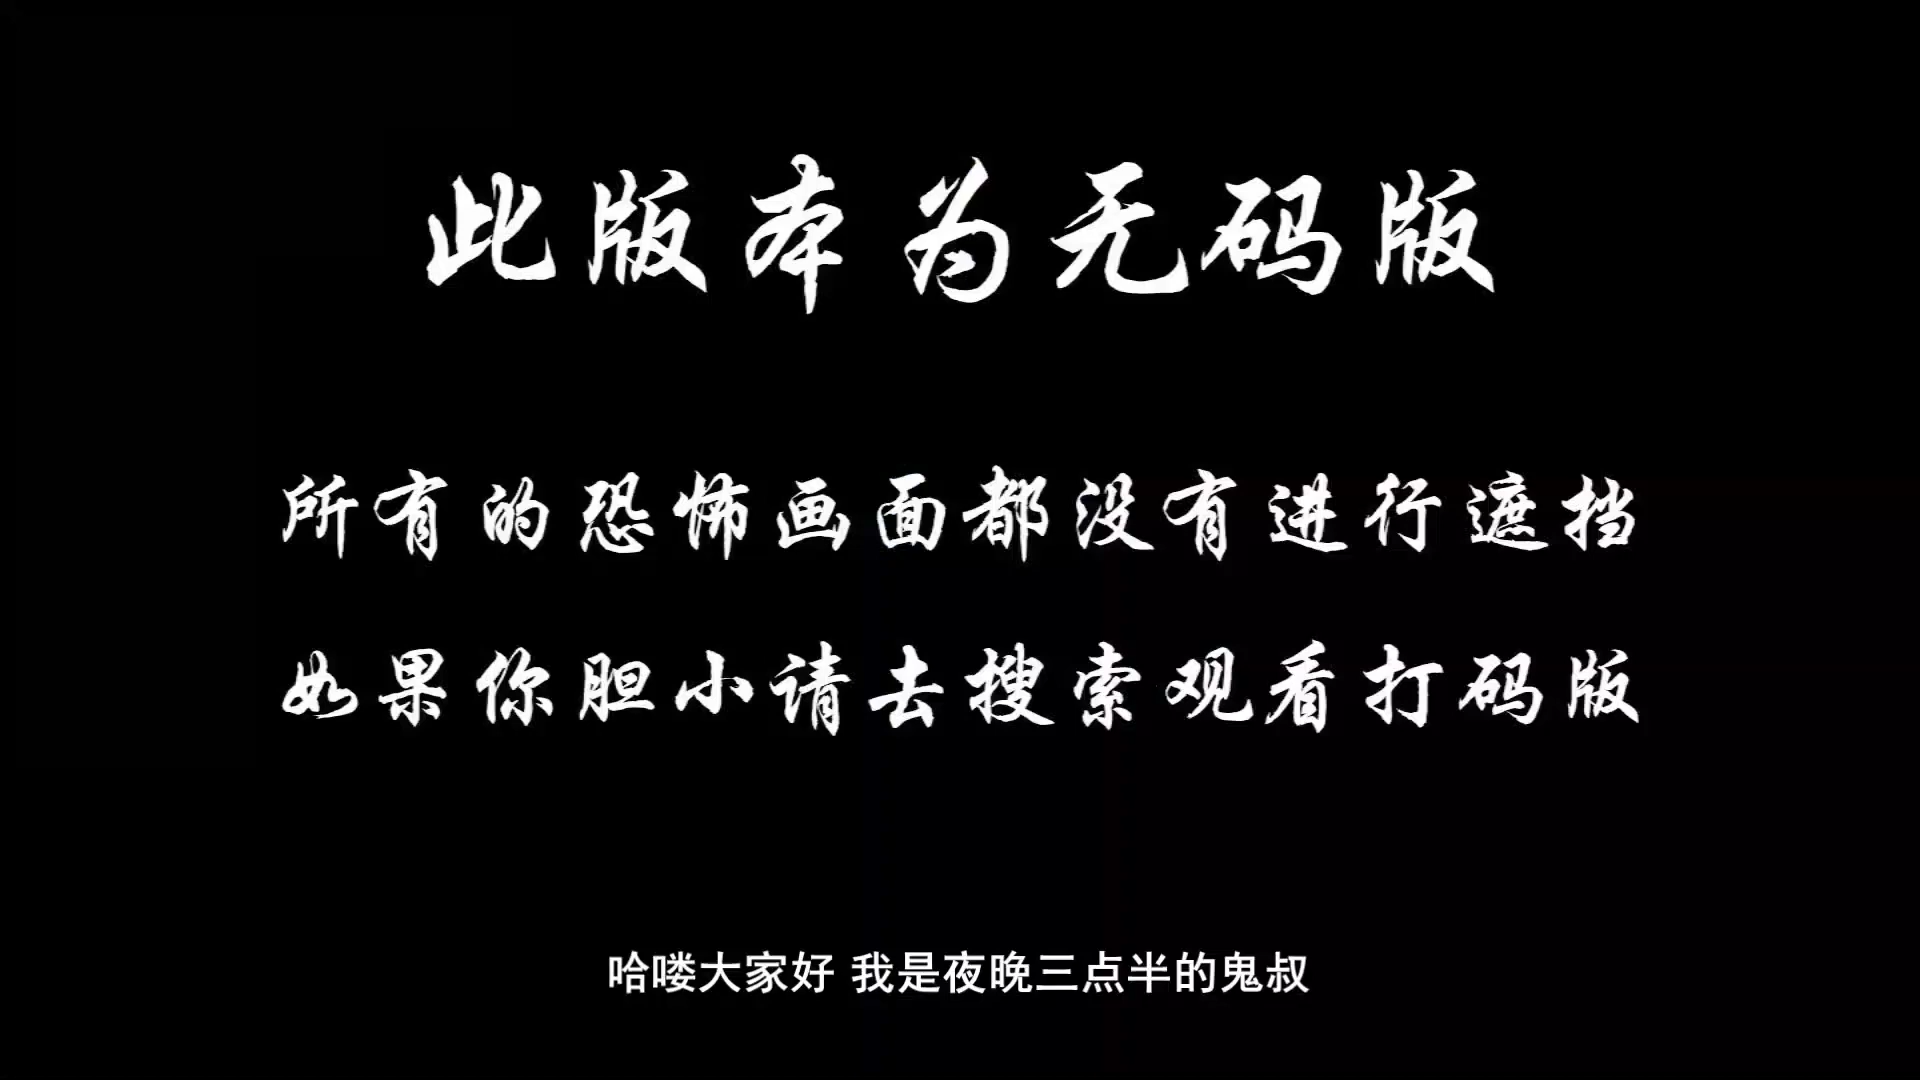 此版本为无码版
所有的恐怖画面都没有进行遮挡
如果你胆小请去搜索观看打码版
哈喽大家好 我是夜晚三点半的鬼叔